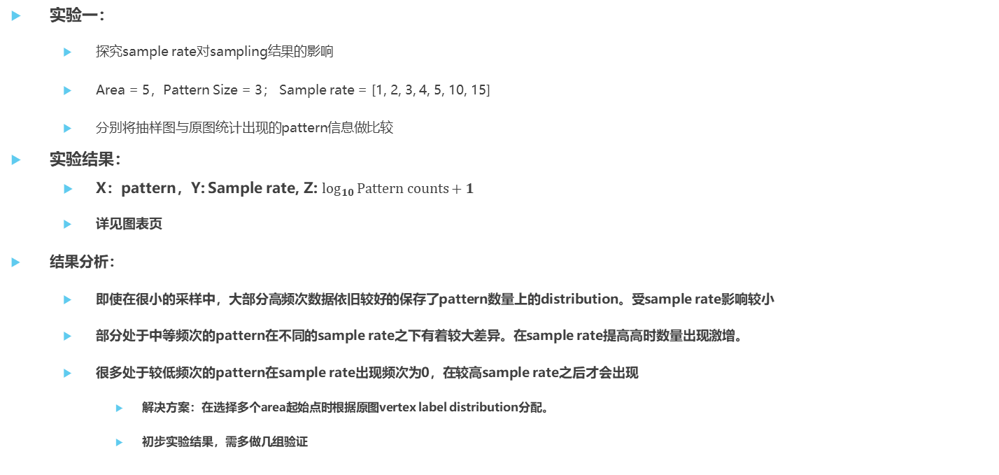 实验一：
探究sample rate对sampling结果的影响
Area = 5，Pattern Size = 3； Sample rate = [1, 2, 3, 4, 5, 10, 15]
分别将抽样图与原图统计出现的pattern信息做比较
实验结果：
X：pattern，Y: Sample rate, Z: log₁₀ Pattern counts + 1
详见图表页
结果分析：
即使在很小的采样中，大部分高频次数据依旧较好的保存了pattern数量上的distribution。受sample rate影响较小
部分处于中等频次的pattern在不同的sample rate之下有着较大差异。在sample rate提高高时数量出现激增。
很多处于较低频次的pattern在sample rate出现频次为0，在较高sample rate之后才会出现
解决方案：在选择多个area起始点时根据原图vertex label distribution分配。
初步实验结果，需多做几组验证